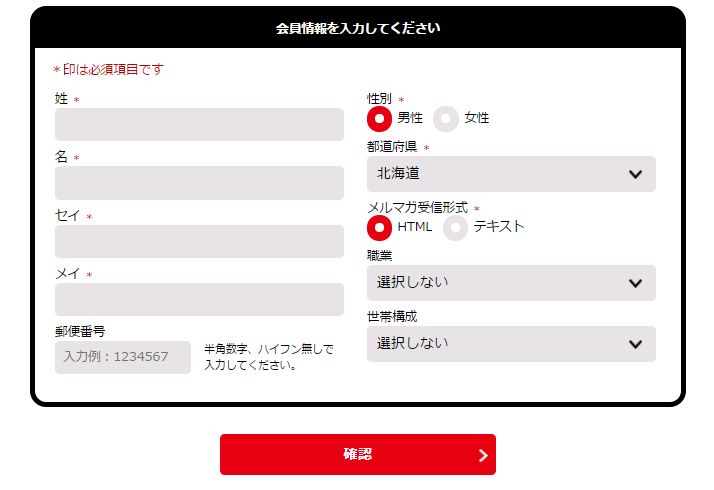 会員情報を入力してください
*印は必須項目です
姓 *
名 *
セイ *
メイ *
郵便番号
入力例：1234567
半角数字、ハイフン無しで
入力してください。
性別 *
男性 女性
都道府県 *
北海道
メルマガ受信形式 *
HTML テキスト
職業
選択しない
世帯構成
選択しない
確認